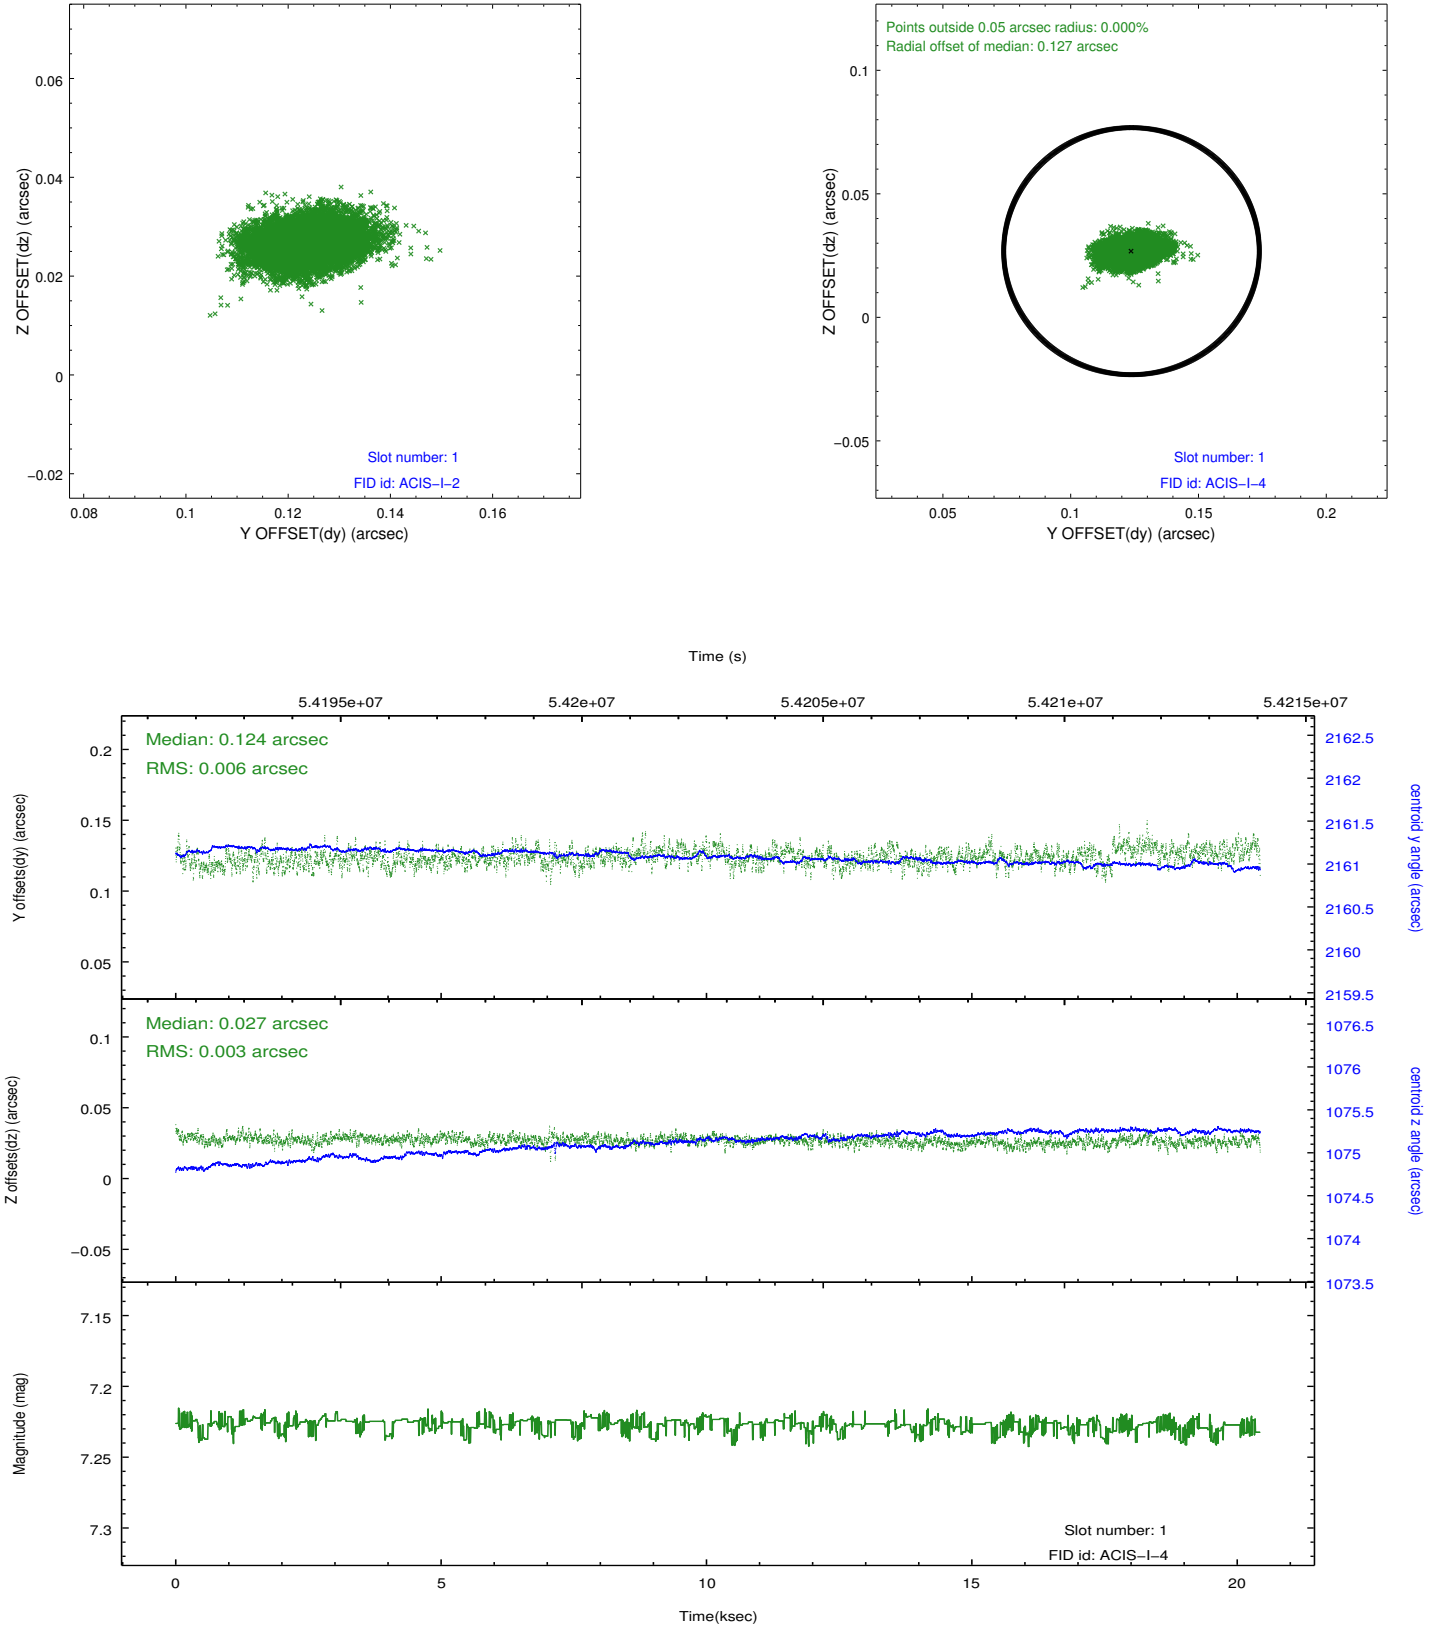 0.06
0.04
0.02
0
−0.02
Z OFFSET(dz) (arcsec)
Slot number: 1
FID id: ACIS−I−2
0.08
0.1
0.12
0.14
0.16
Y OFFSET(dy) (arcsec)
Points outside 0.05 arcsec radius: 0.000%
Radial offset of median: 0.127 arcsec
0.1
0.05
0
−0.05
Z OFFSET(dz) (arcsec)
Slot number: 1
FID id: ACIS−I−4
0.05
0.1
0.15
0.2
Y OFFSET(dy) (arcsec)
Time (s)
5.4195e+07
5.42e+07
5.4205e+07
5.421e+07
5.4215e+07
Median: 0.124 arcsec
RMS: 0.006 arcsec
0.2
0.15
0.1
0.05
Y offsets(dy) (arcsec)
2162.5
2162
2161.5
2161
2160.5
2160
2159.5
centroid y angle (arcsec)
Median: 0.027 arcsec
RMS: 0.003 arcsec
0.1
0.05
0
−0.05
Z offsets(dz) (arcsec)
1076.5
1076
1075.5
1075
1074.5
1074
1073.5
centroid z angle (arcsec)
7.15
7.2
7.25
7.3
Magnitude (mag)
Slot number: 1
FID id: ACIS−I−4
0
5
10
15
20
Time(ksec)